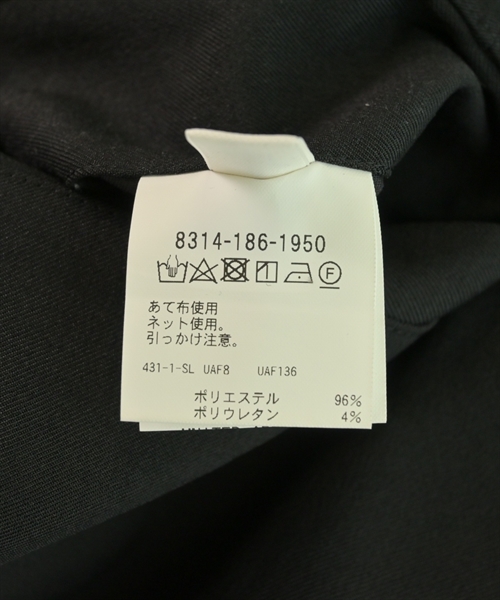 8314-186-1950
あて布使用
ネット使用。
引っかけ注意。
431-1-SL UAF8 UAF136
ポリエステル 96%
ポリウレタン 4%